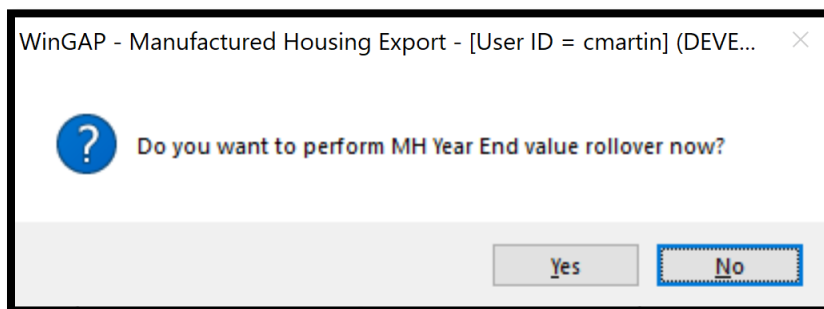 WinGAP - Manufactured Housing Export - [User ID = cmartin] (DEVE...
?
Do you want to perform MH Year End value rollover now?
Yes
No